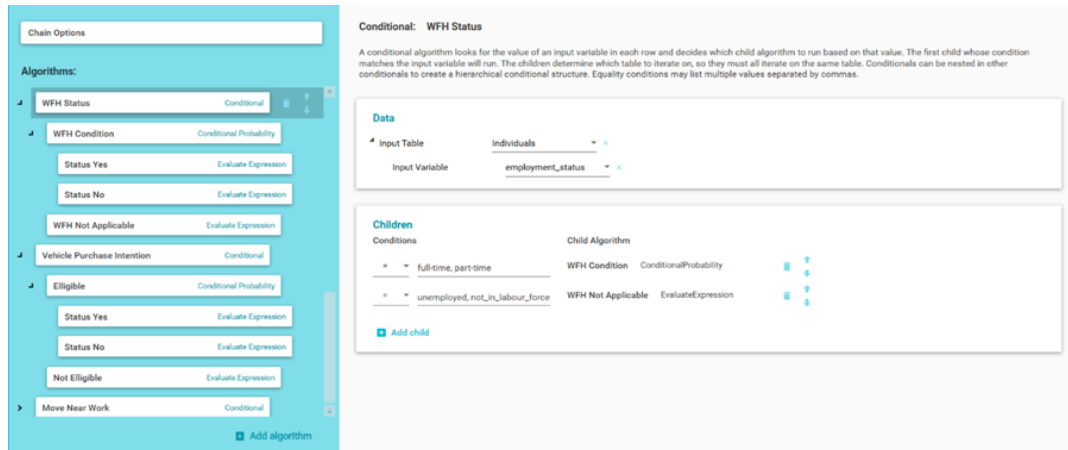 Chain Options
Algorithms:
WFH Status Conditional
WFH Condition Conditional Probability
Status Yes Evaluate Expression
Status No Evaluate Expression
WFH Not Applicable Evaluate Expression
Vehicle Purchase Intention Conditional
Elligible Conditional Probability
Status Yes Evaluate Expression
Status No Evaluate Expression
Not Elligible Evaluate Expression
Move Near Work Conditional
Add algorithm
Conditional: WFH Status
A conditional algorithm looks for the value of an input variable in each row and decides which child algorithm to run based on that value. The first child whose condition
matches the input variable will run. The children determine which table to iterate on, so they must all iterate on the same table. Conditionals can be nested in other
conditionals to create a hierarchical conditional structure. Equality conditions may list multiple values separated by commas.
Data
Input Table Individuals
Input Variable employment_status
Children
Conditions Child Algorithm
= full-time, part-time WFH Condition ConditionalProbability
= unemployed, not_in_labour_force WFH Not Applicable EvaluateExpression
Add child